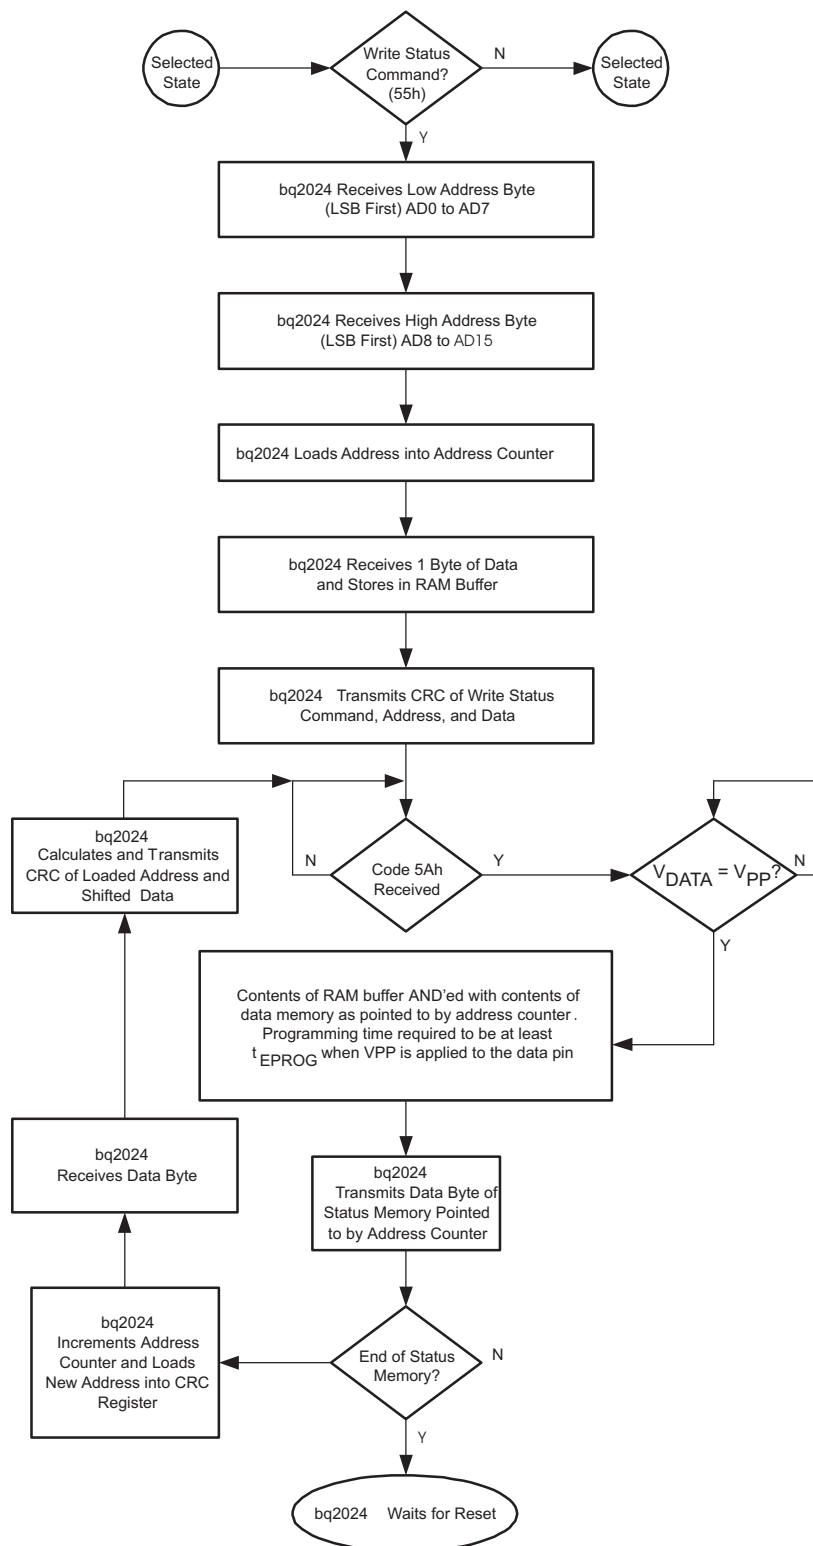 Selected
State
Write Status
Command?
(55h)
N
Selected
State
Y
bq2024 Receives Low Address Byte
(LSB First) AD0 to AD7
bq2024 Receives High Address Byte
(LSB First) AD8 to AD15
bq2024 Loads Address into Address Counter
bq2024 Receives 1 Byte of Data
and Stores in RAM Buffer
bq2024 Transmits CRC of Write Status
Command, Address, and Data
bq2024
Calculates and Transmits
CRC of Loaded Address and
Shifted Data
N
Code 5Ah
Received
Y
VDATA = VPP?
N
Y
Contents of RAM buffer AND'ed with contents of
data memory as pointed to by address counter.
Programming time required to be at least
tEPROG when VPP is applied to the data pin
bq2024
Receives Data Byte
bq2024
Transmits Data Byte of
Status Memory Pointed
to by Address Counter
bq2024
Increments Address
Counter and Loads
New Address into CRC
Register
End of Status
Memory?
N
Y
bq2024 Waits for Reset